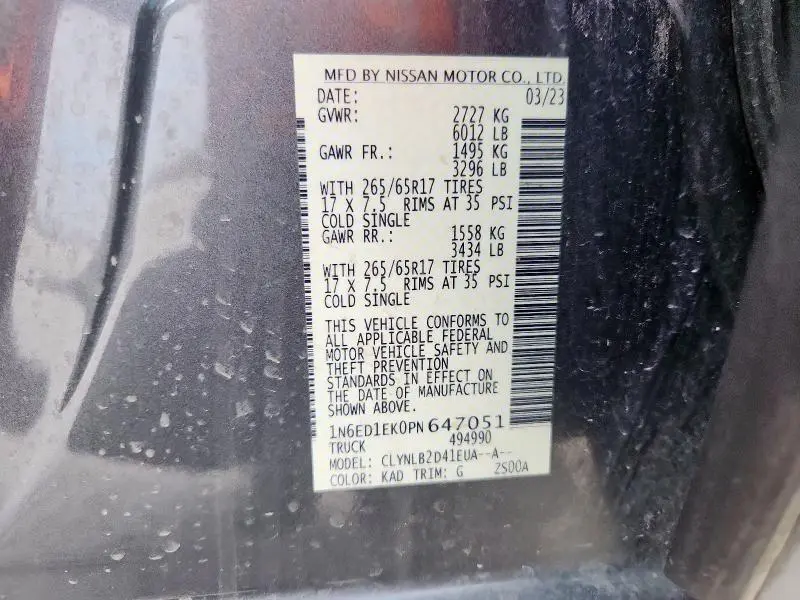 MFD BY NISSAN MOTOR CO., LTD.
DATE: 03/23
GVWR: 2727 KG
6012 LB
GAWR FR.: 1495 KG
3296 LB
WITH 265/65R17 TIRES
17 X 7.5 RIMS AT 35 PSI
COLD SINGLE
GAWR RR.: 1558 KG
3434 LB
WITH 265/65R17 TIRES
17 X 7.5 RIMS AT 35 PSI
COLD SINGLE
THIS VEHICLE CONFORMS TO
ALL APPLICABLE FEDERAL
MOTOR VEHICLE SAFETY AND
THEFT PREVENTION
STANDARDS IN EFFECT ON
THE DATE OF MANUFACTURE
SHOWN ABOVE.
1N6ED1EK0PN 647051
TRUCK 494990
MODEL: CLYNLB2D41EUA--A--
COLOR: KAD TRIM: G 2S00A